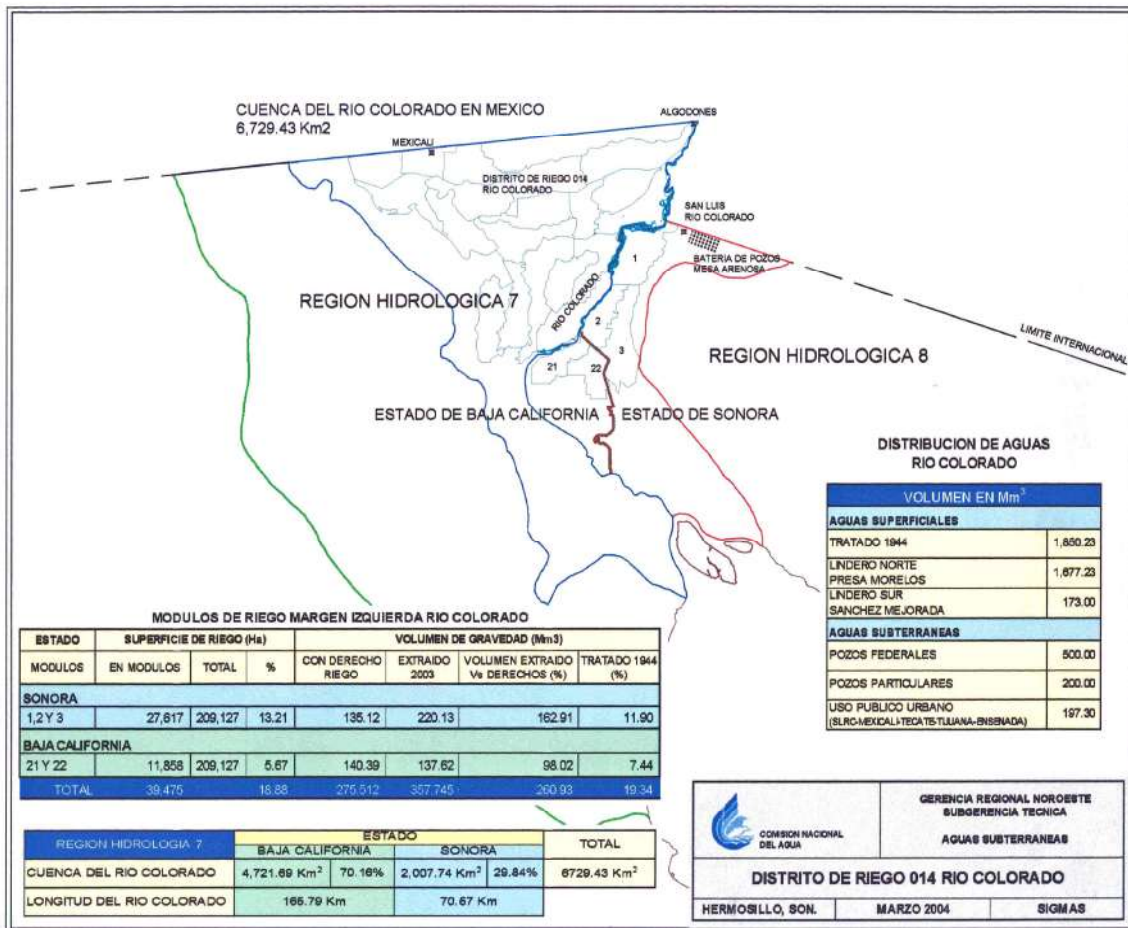 CUENCA DEL RIO COLORADO EN MEXICO
6,729.43 Km2
ALGODONES
MEXICALI
DISTRITO DE RIEGO 014
RIO COLORADO
SAN LUIS
RIO COLORADO
BATERIA DE POZOS
MESA ARENOSA
1
REGION HIDROLOGICA 7
RIO COLORADO
2
3
LIMITE INTERNACIONAL
REGION HIDROLOGICA 8
21
22
ESTADO DE BAJA CALIFORNIA
ESTADO DE SONORA
DISTRIBUCION DE AGUAS
RIO COLORADO
VOLUMEN EN Mm³
AGUAS SUPERFICIALES
TRATADO 1944 1,850.23
LINDERO NORTE
PRESA MORELOS 1,677.23
LINDERO SUR
SANCHEZ MEJORADA 173.00
AGUAS SUBTERRANEAS
POZOS FEDERALES 500.00
POZOS PARTICULARES 200.00
USO PUBLICO URBANO
(SLRC-MEXICALI-TECATE-TIJUANA-ENSENADA) 197.30
MODULOS DE RIEGO MARGEN IZQUIERDA RIO COLORADO
ESTADO SUPERFICIE DE RIEGO (Ha) VOLUMEN DE GRAVEDAD (Mm3)
MODULOS EN MODULOS TOTAL % CON DERECHO RIEGO EXTRAIDO 2003 VOLUMEN EXTRAIDO Vs DERECHOS (%) TRATADO 1944 (%)
SONORA
1,2 Y 3 27,617 209,127 13.21 135.12 220.13 162.91 11.90
BAJA CALIFORNIA
21 Y 22 11,858 209,127 5.67 140.39 137.62 98.02 7.44
TOTAL 39,475 18.88 275.512 357.745 260.93 19.34
REGION HIDROLOGIA 7 ESTADO TOTAL
BAJA CALIFORNIA SONORA
CUENCA DEL RIO COLORADO 4,721.69 Km² 70.16% 2,007.74 Km² 29.84% 6729.43 Km²
LONGITUD DEL RIO COLORADO 165.79 Km 70.67 Km
COMISION NACIONAL
DEL AGUA
GERENCIA REGIONAL NOROESTE
SUBGERENCIA TECNICA
AGUAS SUBTERRANEAS
DISTRITO DE RIEGO 014 RIO COLORADO
HERMOSILLO, SON. MARZO 2004 SIGMAS